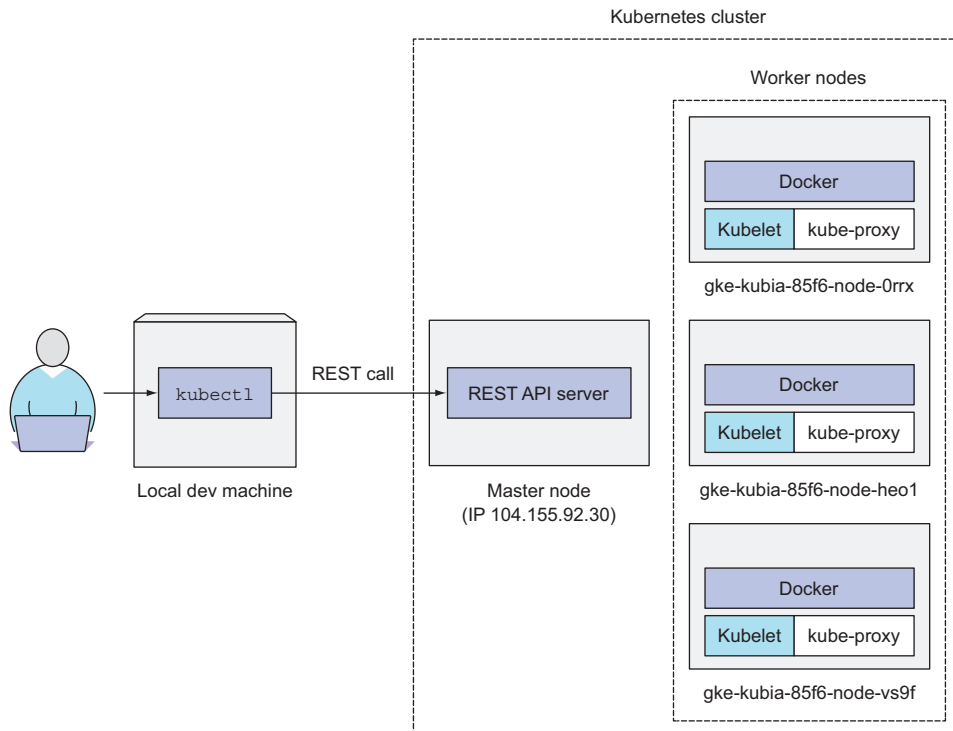 Kubernetes cluster
Worker nodes
Docker
Kubelet
kube-proxy
gke-kubia-85f6-node-0rrx
kubectl
REST call
REST API server
Local dev machine
Master node
(IP 104.155.92.30)
Docker
Kubelet
kube-proxy
gke-kubia-85f6-node-heo1
Docker
Kubelet
kube-proxy
gke-kubia-85f6-node-vs9f